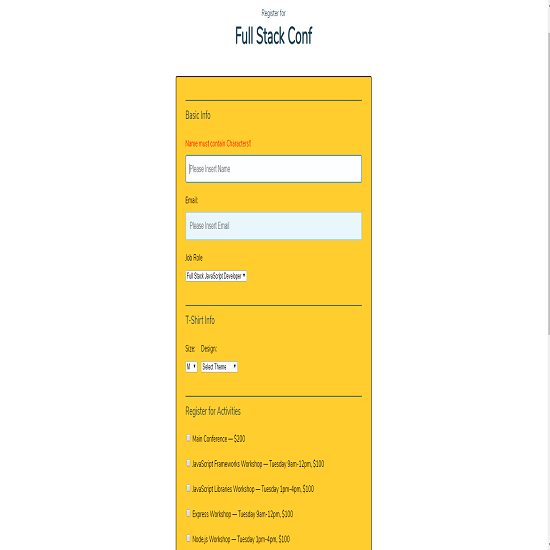 Register for
Full Stack Conf
Basic Info
Name must contain Characters!!
Please Insert Name
Email:
Please Insert Email
Job Role
Full Stack JavaScript Developer
T-Shirt Info
Size: Design:
M Select Theme
Register for Activities
Main Conference — $200
JavaScript Frameworks Workshop — Tuesday 9am-12pm, $100
JavaScript Libraries Workshop — Tuesday 1pm-4pm, $100
Express Workshop — Tuesday 9am-12pm, $100
Node.js Workshop — Tuesday 1pm-4pm, $100